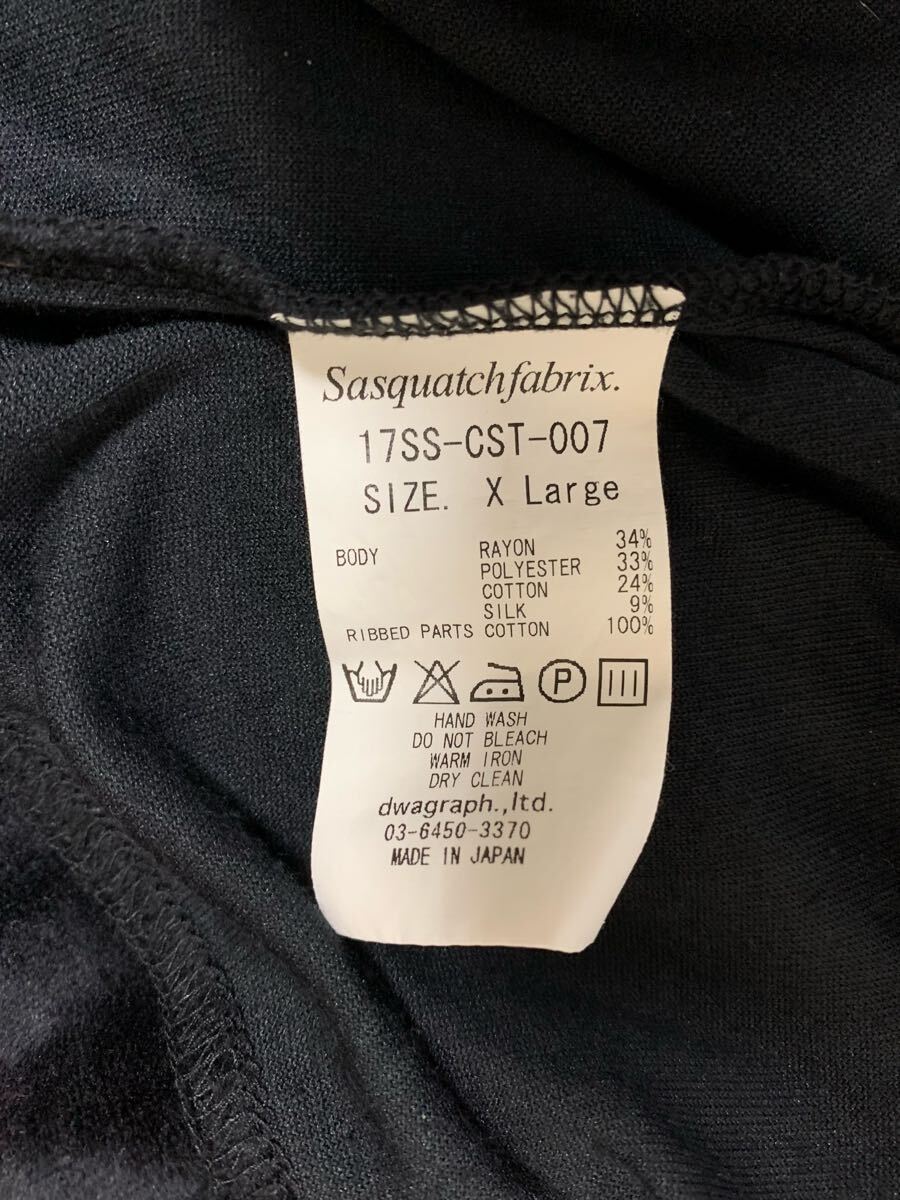 Sasquatchfabrix.
17SS-CST-007
SIZE. X Large
BODY RAYON 34%
POLYESTER 33%
COTTON 24%
SILK 9%
RIBBED PARTS COTTON 100%
P
HAND WASH
DO NOT BLEACH
WARM IRON
DRY CLEAN
dwagraph.,ltd.
03-6450-3370
MADE IN JAPAN